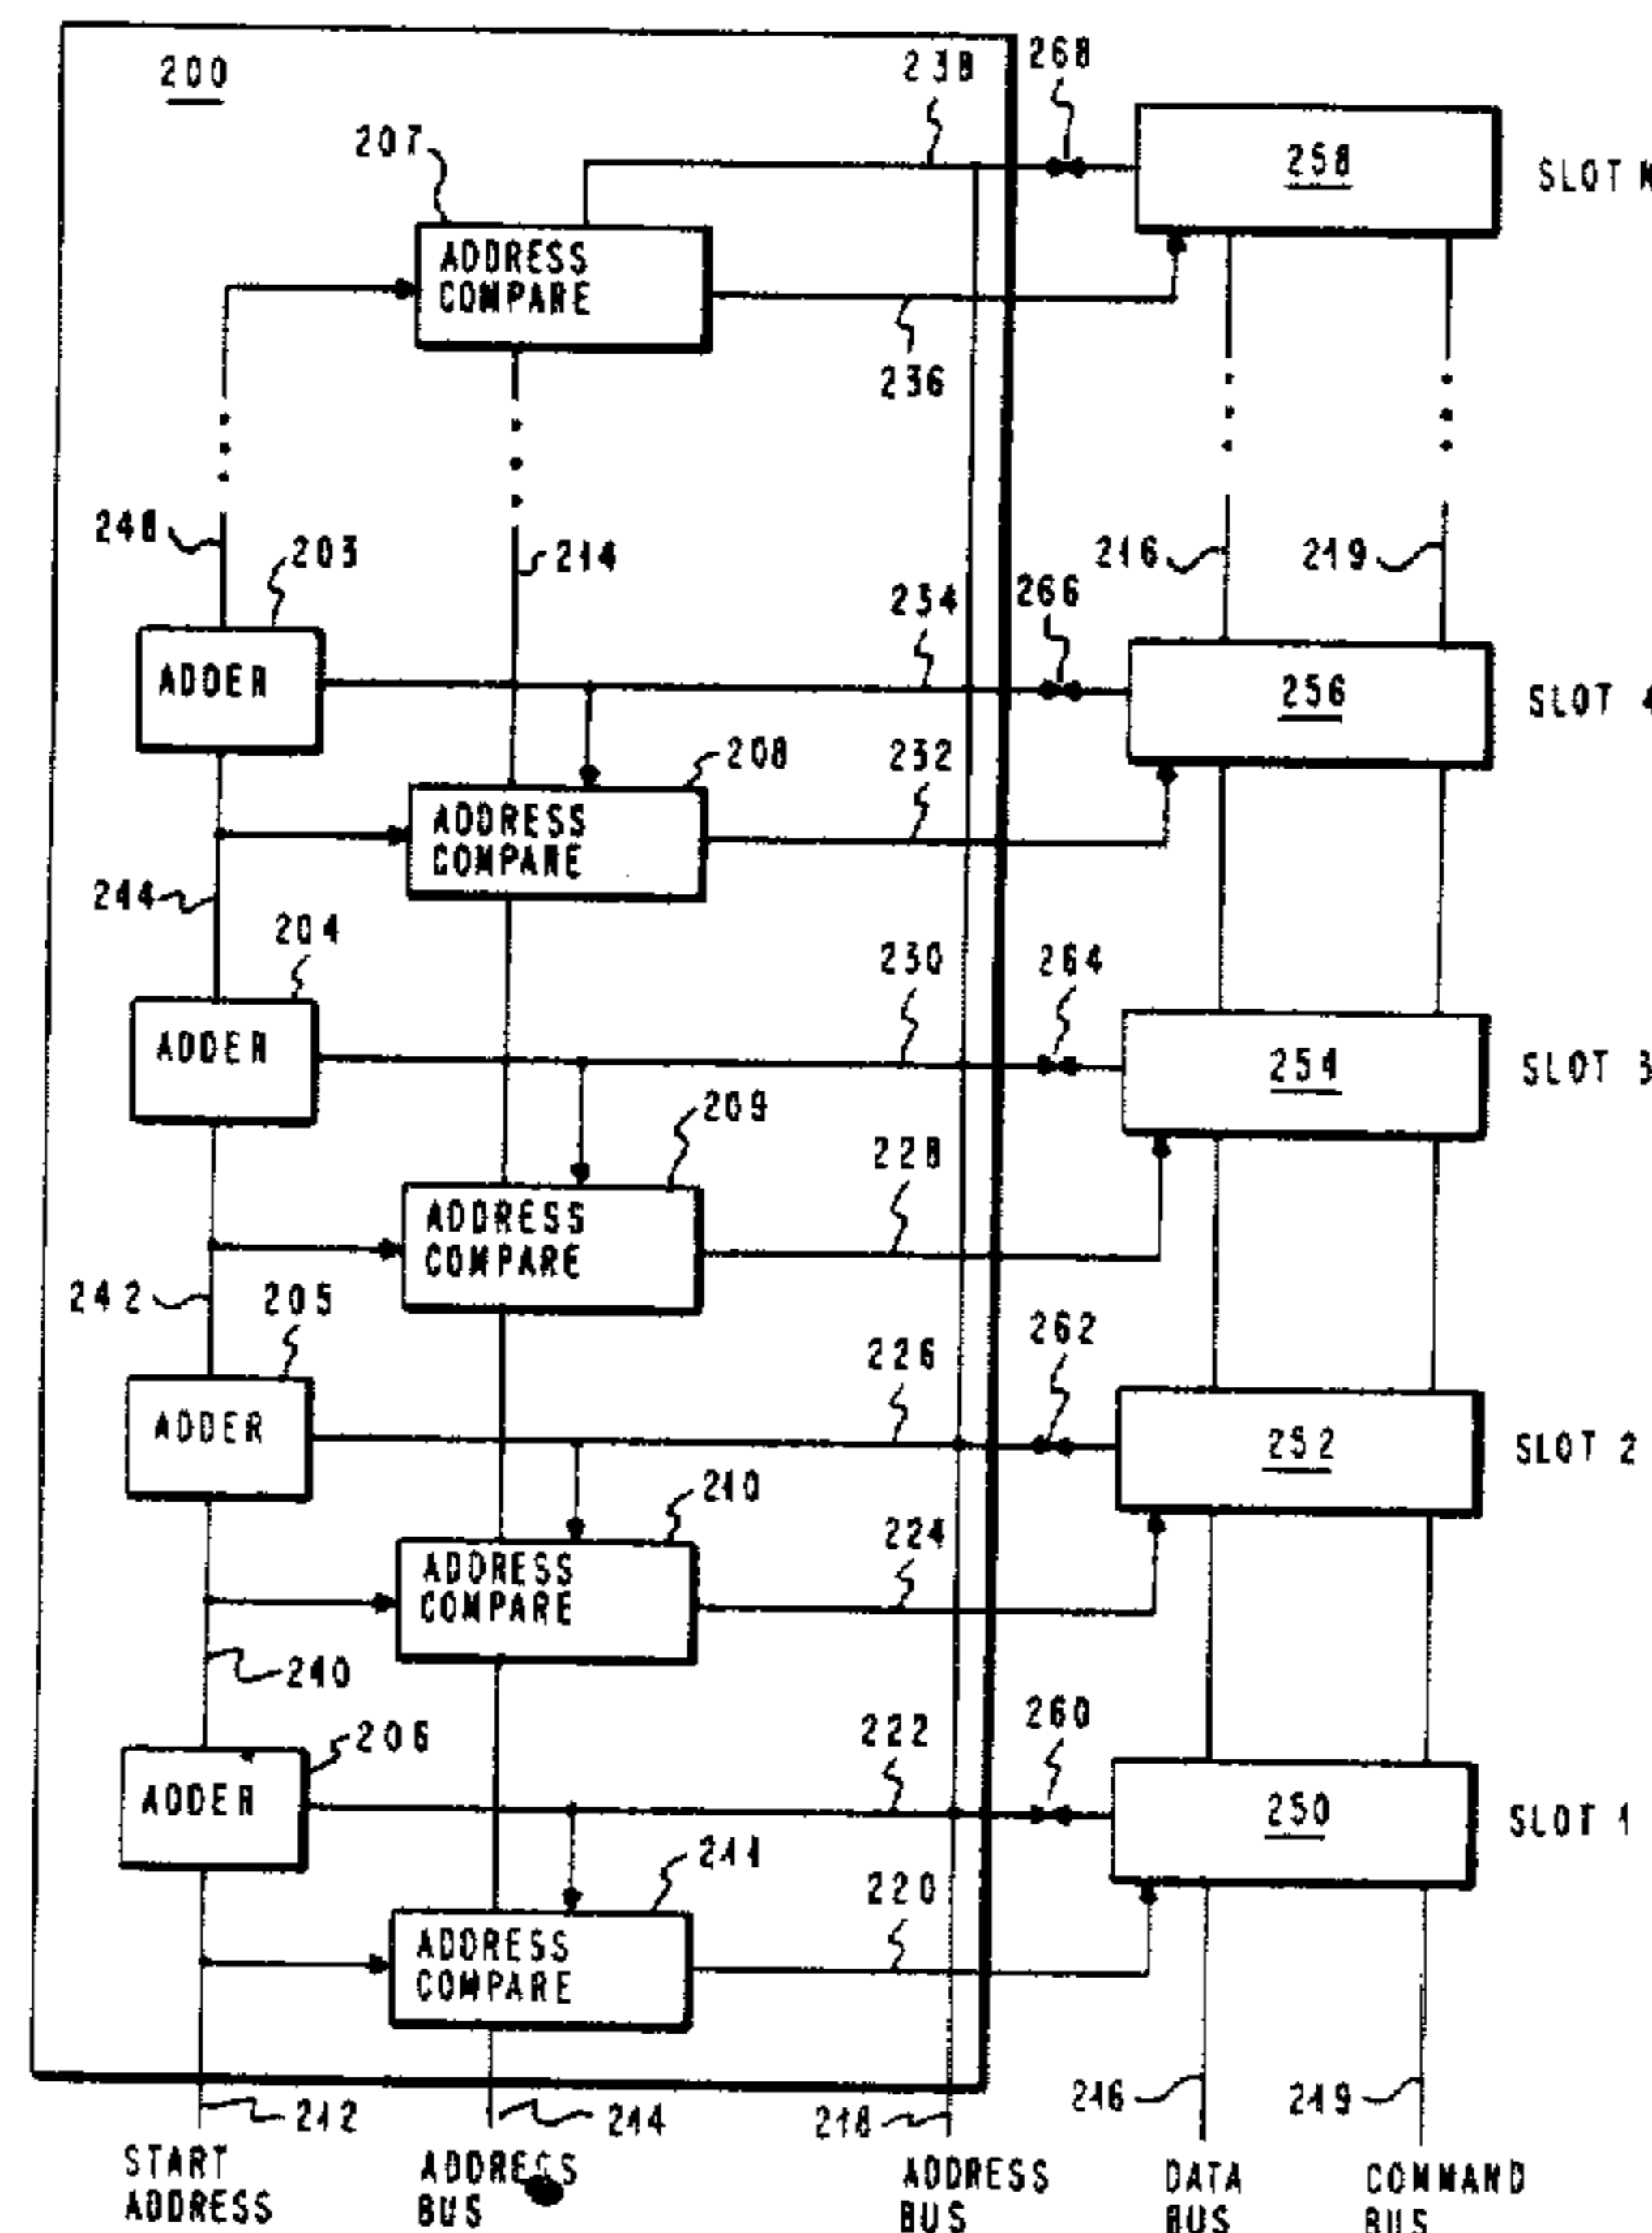 200
238
268
207
258
SLOT N
ADDRESS
COMPARE
236
246
203
214
234
266
216
219
ADDER
256
SLOT 4
208
232
ADDRESS
COMPARE
244
204
230
264
ADDER
254
SLOT 3
209
228
ADDRESS
COMPARE
242
205
226
262
ADDER
252
SLOT 2
210
224
ADDRESS
COMPARE
240
206
222
260
ADDER
250
SLOT 1
211
220
ADDRESS
COMPARE
212
214
218
216
219
START
ADDRESS
ADDRESS
BUS
ADDRESS
BUS
DATA
BUS
COMMAND
BUS